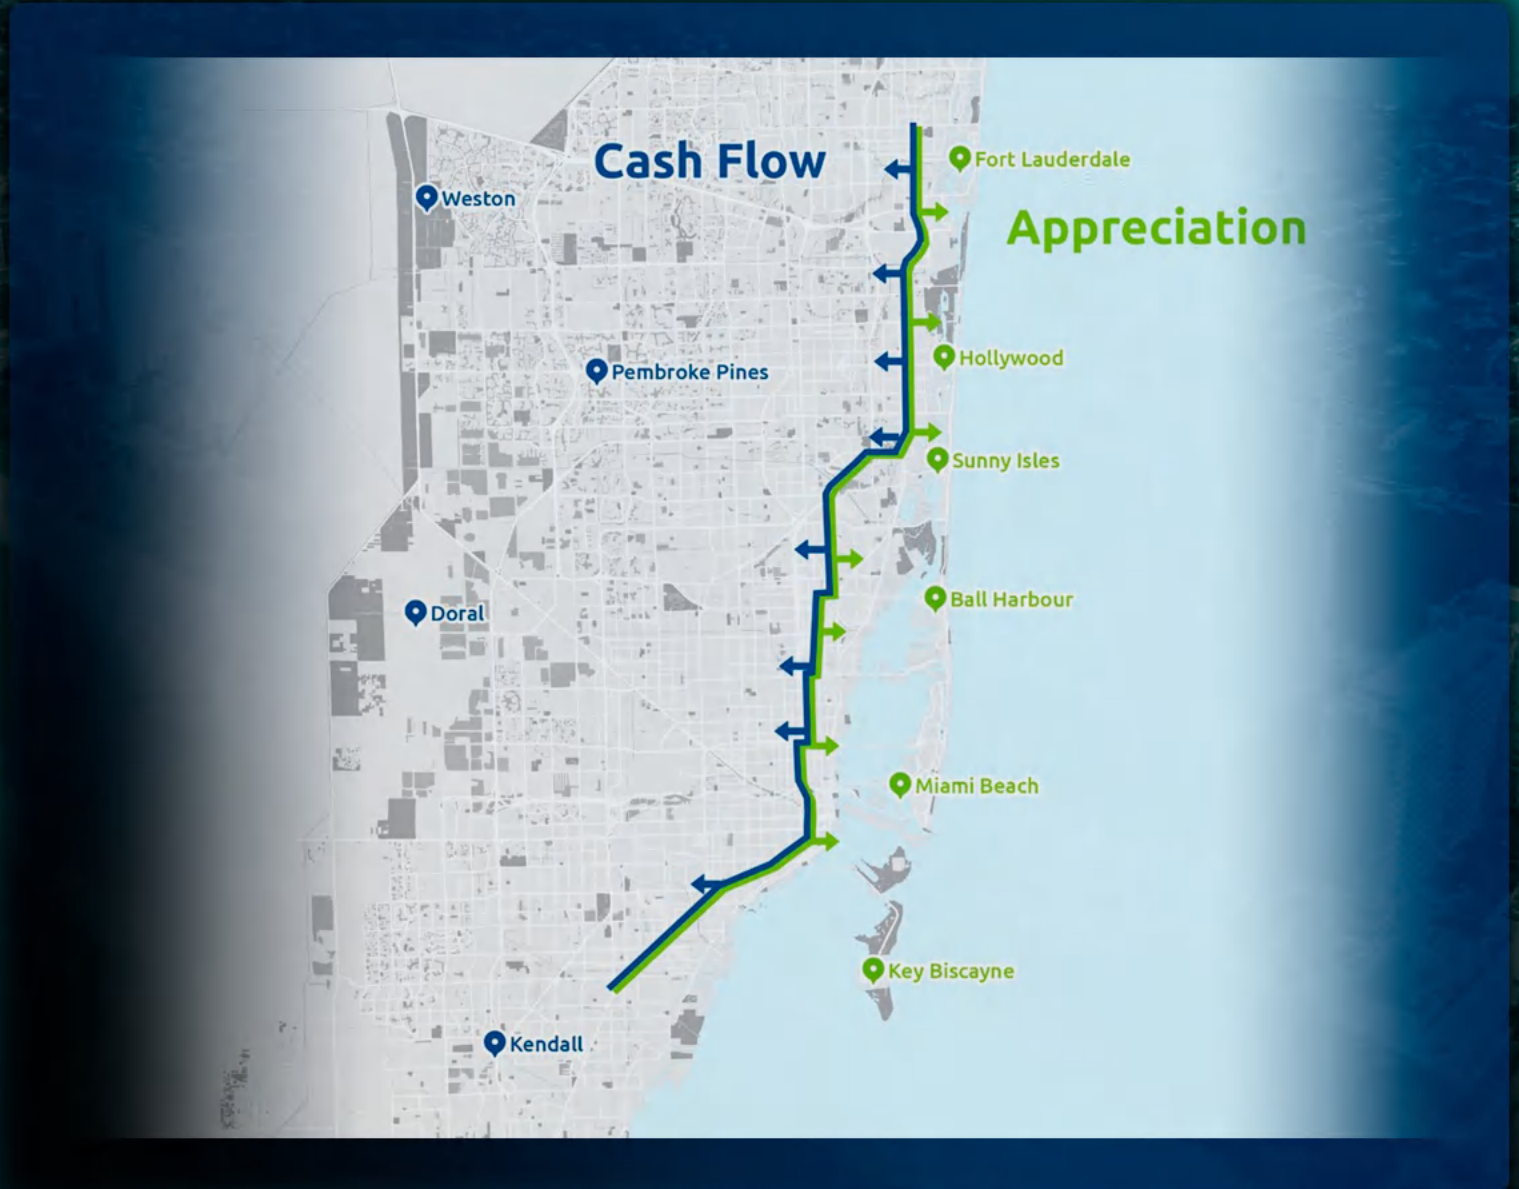 Cash Flow
Fort Lauderdale
Weston
Appreciation
Hollywood
Pembroke Pines
Sunny Isles
Ball Harbour
Doral
Miami Beach
Key Biscayne
Kendall